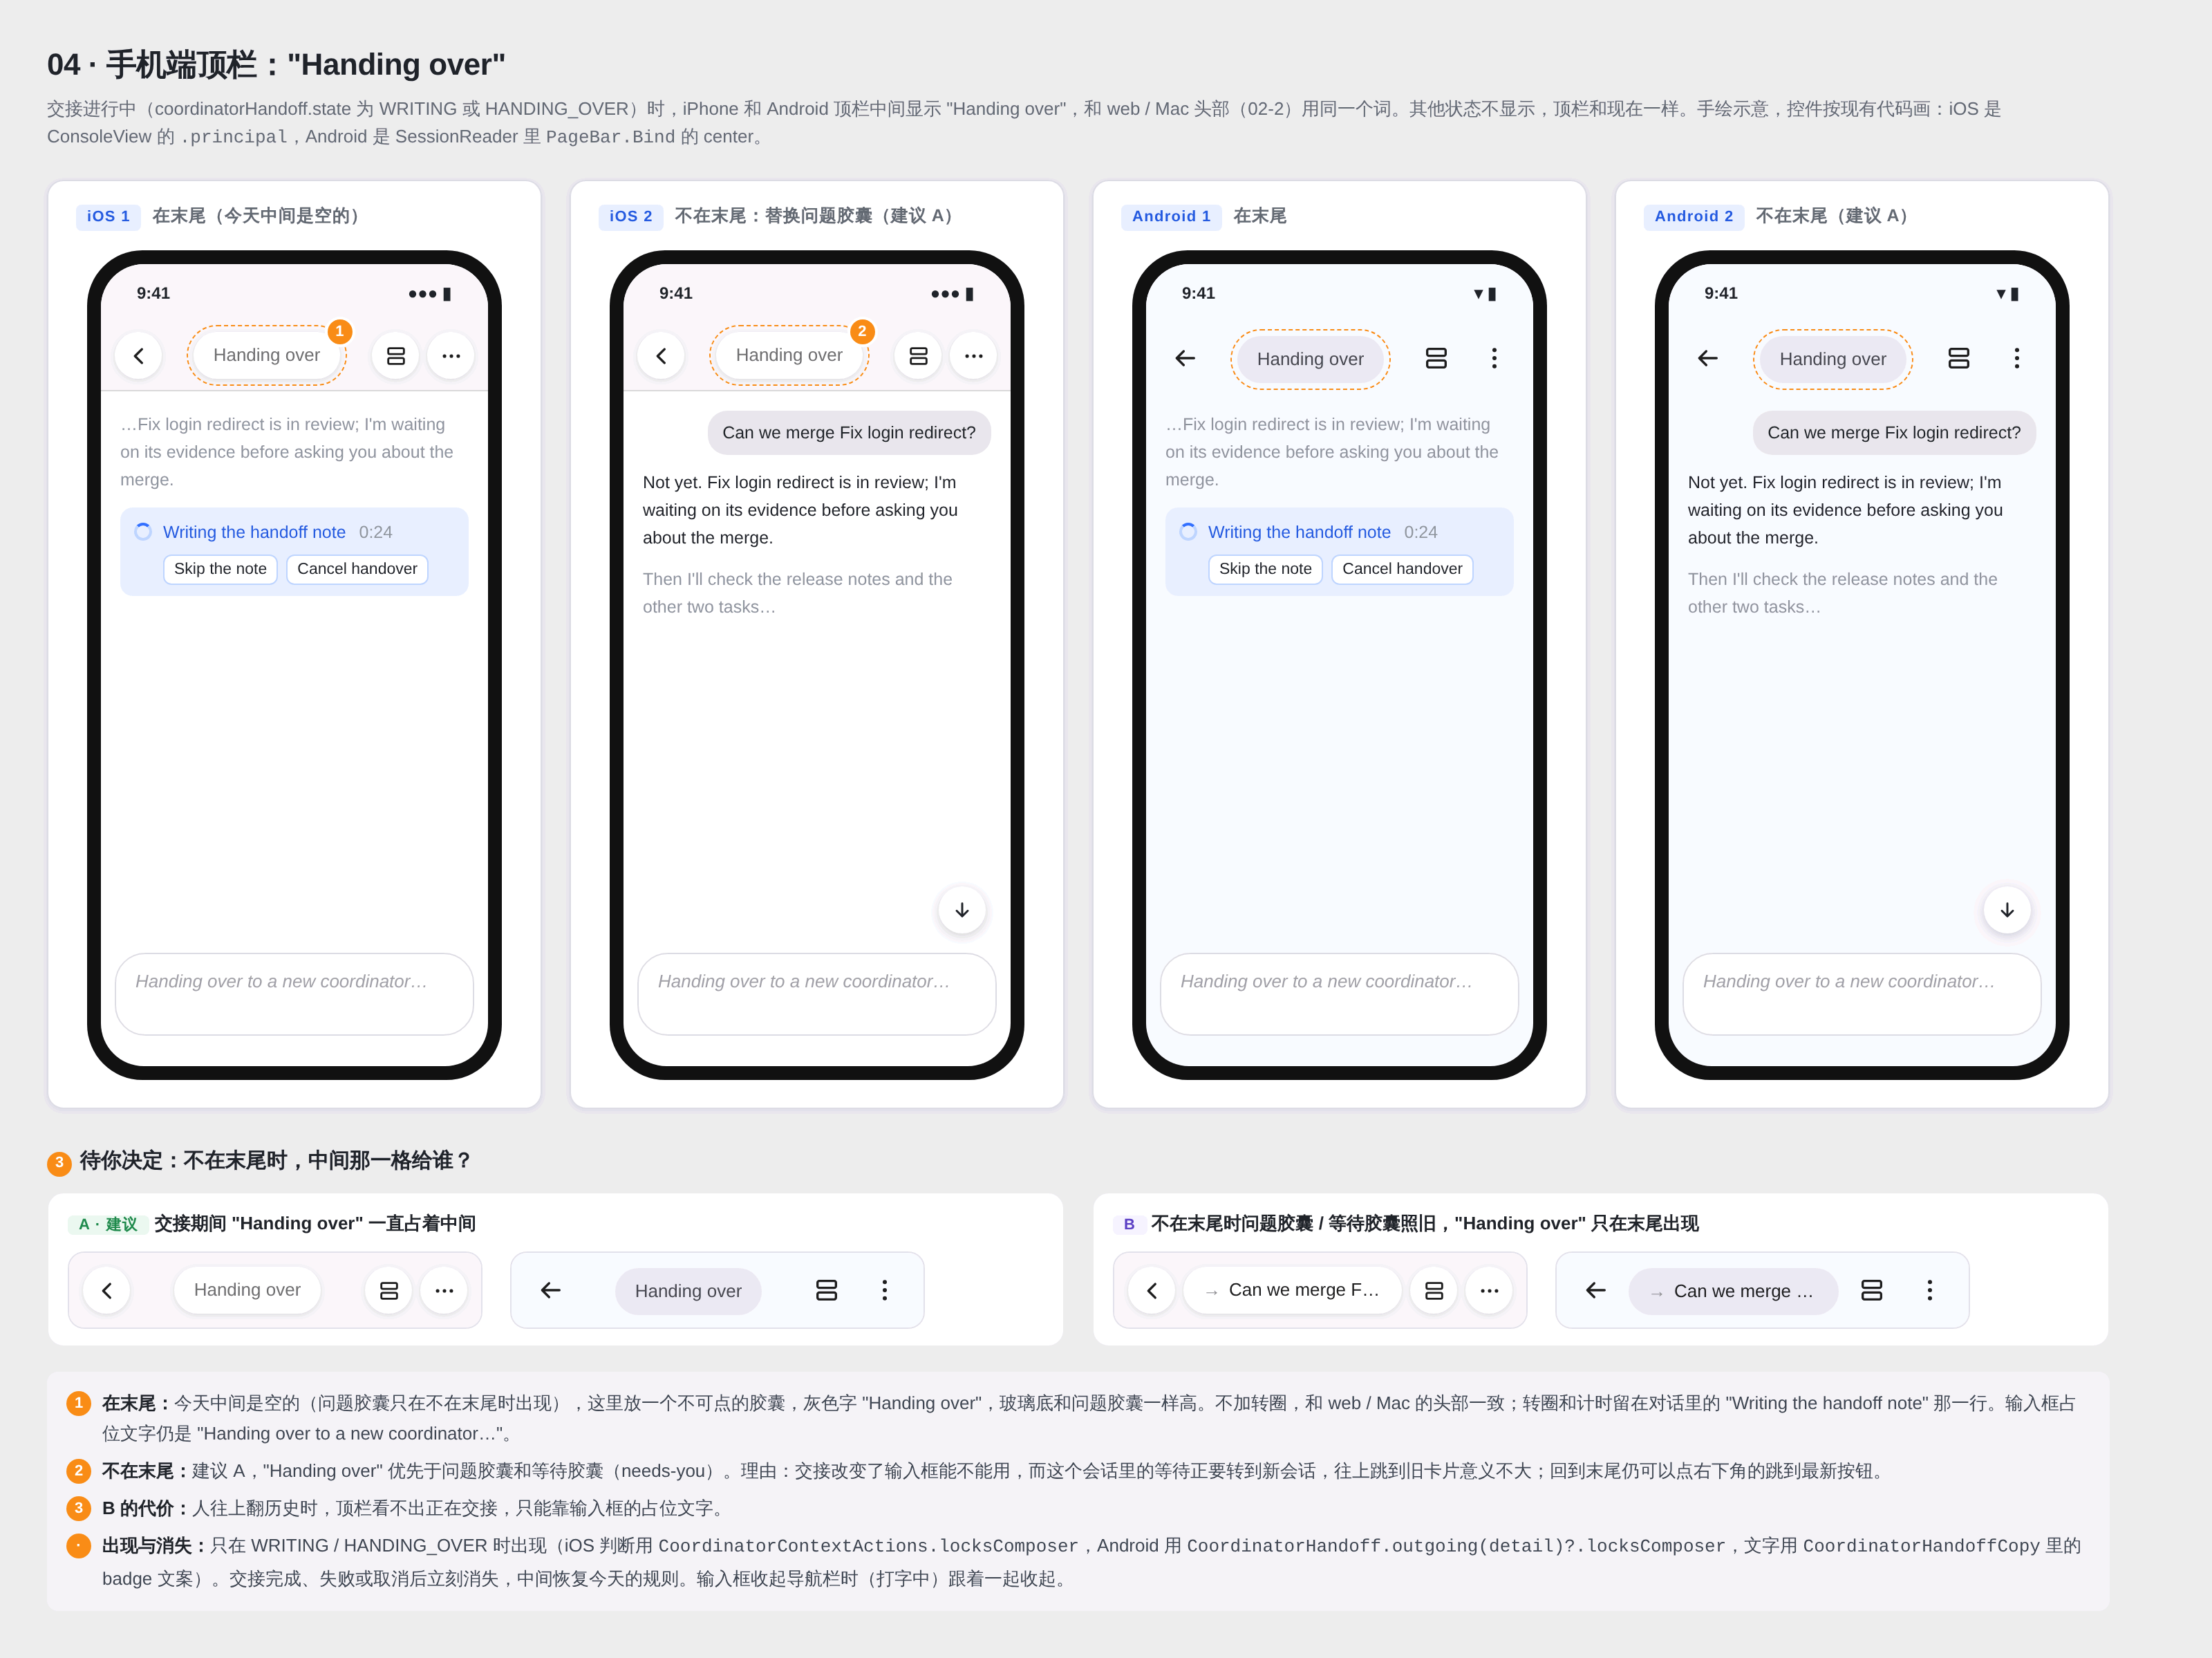 04 · 手机端顶栏："Handing over"
交接进行中（coordinatorHandoff.state 为 WRITING 或 HANDING_OVER）时，iPhone 和 Android 顶栏中间显示 "Handing over"，和 web / Mac 头部（02-2）用同一个词。其他状态不显示，顶栏和现在一样。手绘示意，控件按现有代码画：iOS 是
ConsoleView 的 .principal，Android 是 SessionReader 里 PageBar.Bind 的 center。
iOS 1 在末尾（今天中间是空的）
9:41
Handing over
1
…Fix login redirect is in review; I'm waiting
on its evidence before asking you about the
merge.
Writing the handoff note 0:24
Skip the note Cancel handover
Handing over to a new coordinator…
iOS 2 不在末尾：替换问题胶囊（建议 A）
9:41
Handing over
2
Can we merge Fix login redirect?
Not yet. Fix login redirect is in review; I'm
waiting on its evidence before asking you
about the merge.
Then I'll check the release notes and the
other two tasks…
Handing over to a new coordinator…
Android 1 在末尾
9:41
Handing over
…Fix login redirect is in review; I'm waiting
on its evidence before asking you about the
merge.
Writing the handoff note 0:24
Skip the note Cancel handover
Handing over to a new coordinator…
Android 2 不在末尾（建议 A）
9:41
Handing over
Can we merge Fix login redirect?
Not yet. Fix login redirect is in review; I'm
waiting on its evidence before asking you
about the merge.
Then I'll check the release notes and the
other two tasks…
Handing over to a new coordinator…
3 待你决定：不在末尾时，中间那一格给谁？
A · 建议 交接期间 "Handing over" 一直占着中间
Handing over
Handing over
B 不在末尾时问题胶囊 / 等待胶囊照旧，"Handing over" 只在末尾出现
→ Can we merge F…
→ Can we merge …
1 在末尾：今天中间是空的（问题胶囊只在不在末尾时出现），这里放一个不可点的胶囊，灰色字 "Handing over"，玻璃底和问题胶囊一样高。不加转圈，和 web / Mac 的头部一致；转圈和计时留在对话里的 "Writing the handoff note" 那一行。输入框占
位文字仍是 "Handing over to a new coordinator…"。
2 不在末尾：建议 A，"Handing over" 优先于问题胶囊和等待胶囊（needs-you）。理由：交接改变了输入框能不能用，而这个会话里的等待正要转到新会话，往上跳到旧卡片意义不大；回到末尾仍可以点右下角的跳到最新按钮。
3 B 的代价：人往上翻历史时，顶栏看不出正在交接，只能靠输入框的占位文字。
· 出现与消失：只在 WRITING / HANDING_OVER 时出现（iOS 判断用 CoordinatorContextActions.locksComposer，Android 用 CoordinatorHandoff.outgoing(detail)?.locksComposer，文字用 CoordinatorHandoffCopy 里的
badge 文案）。交接完成、失败或取消后立刻消失，中间恢复今天的规则。输入框收起导航栏时（打字中）跟着一起收起。